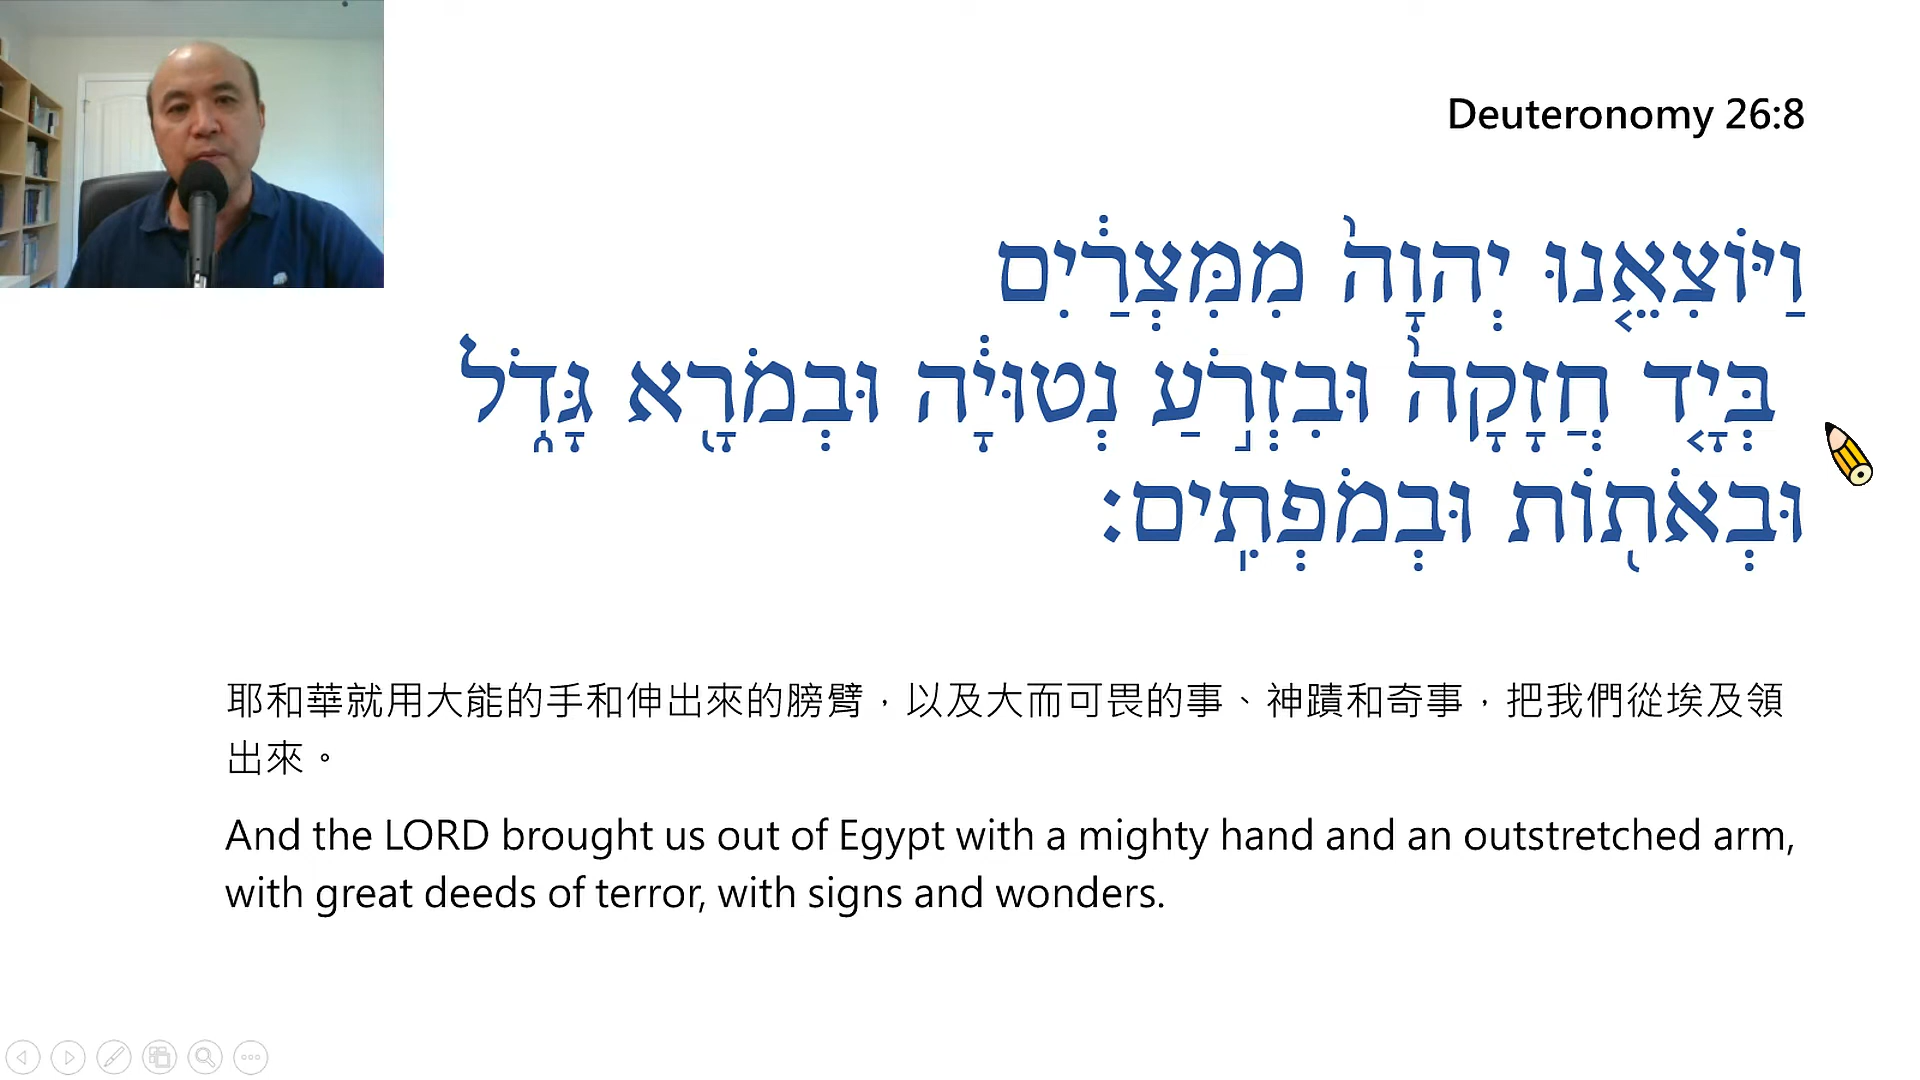 Deuteronomy 26:8
וַיּוֹצִאֵ֤נוּ יְהוָה֙ מִמִּצְרַ֔יִם
בְּיָ֤ד חֲזָקָה֙ וּבִזְרֹ֣עַ נְטוּיָ֔ה וּבְמֹרָ֖א גָּדֹ֑ל
וּבְאֹת֖וֹת וּבְמֹפְתִֽים׃
耶和華就用大能的手和伸出來的膀臂，以及大而可畏的事、神蹟和奇事，把我們從埃及領
出來。
And the LORD brought us out of Egypt with a mighty hand and an outstretched arm,
with great deeds of terror, with signs and wonders.